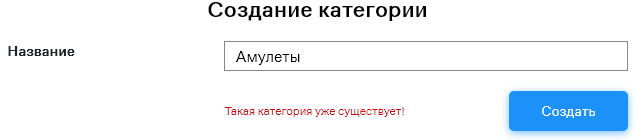 Создание категории
Название
Амулеты
Такая категория уже существует!
Создать